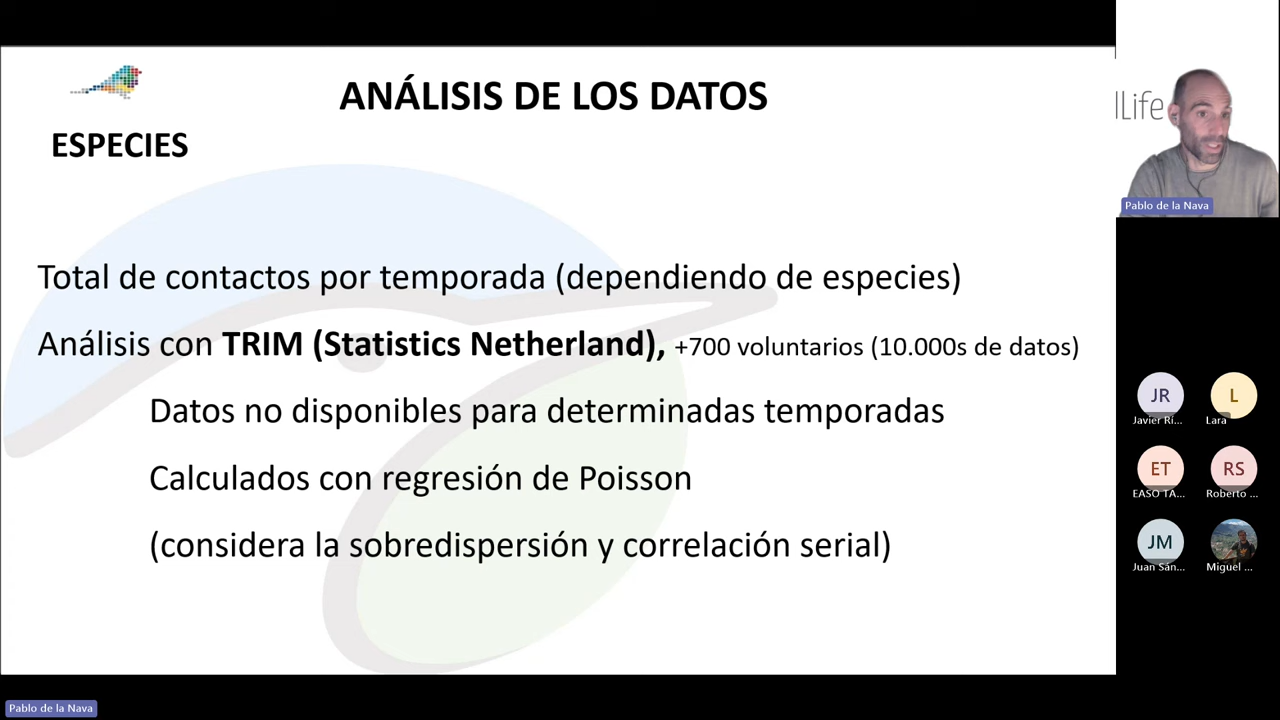 ANÁLISIS DE LOS DATOS
ESPECIES
Total de contactos por temporada (dependiendo de especies)
Análisis con TRIM (Statistics Netherland), +700 voluntarios (10.000s de datos)
Datos no disponibles para determinadas temporadas
Calculados con regresión de Poisson
(considera la sobredispersión y correlación serial)
lLife
Pablo de la Nava
JR
Javier Rí...
L
Lara
ET
EASO TA...
RS
Roberto ...
JM
Juan Sán...
Miguel ...
Pablo de la Nava